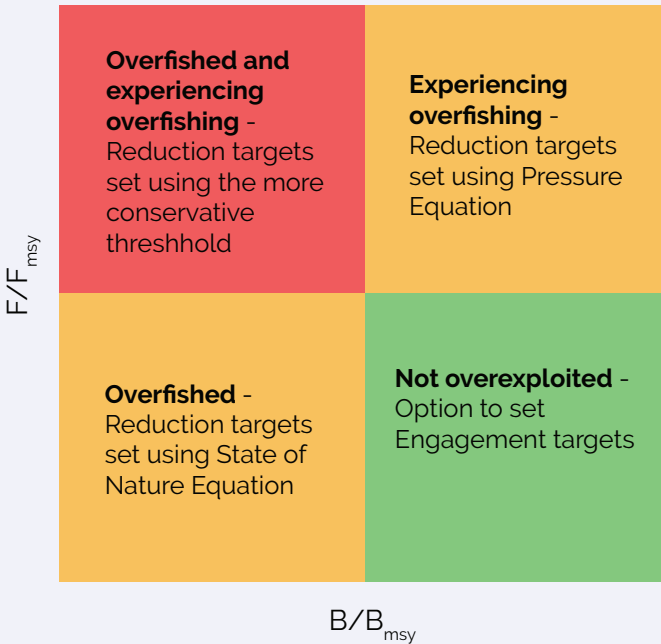 Overfished and
experiencing
overfishing -
Reduction targets
set using the more
conservative
threshhold
Experiencing
overfishing -
Reduction targets
set using Pressure
Equation
Overfished -
Reduction targets
set using State of
Nature Equation
Not overexploited -
Option to set
Engagement targets
F/Fmsy
B/Bmsy